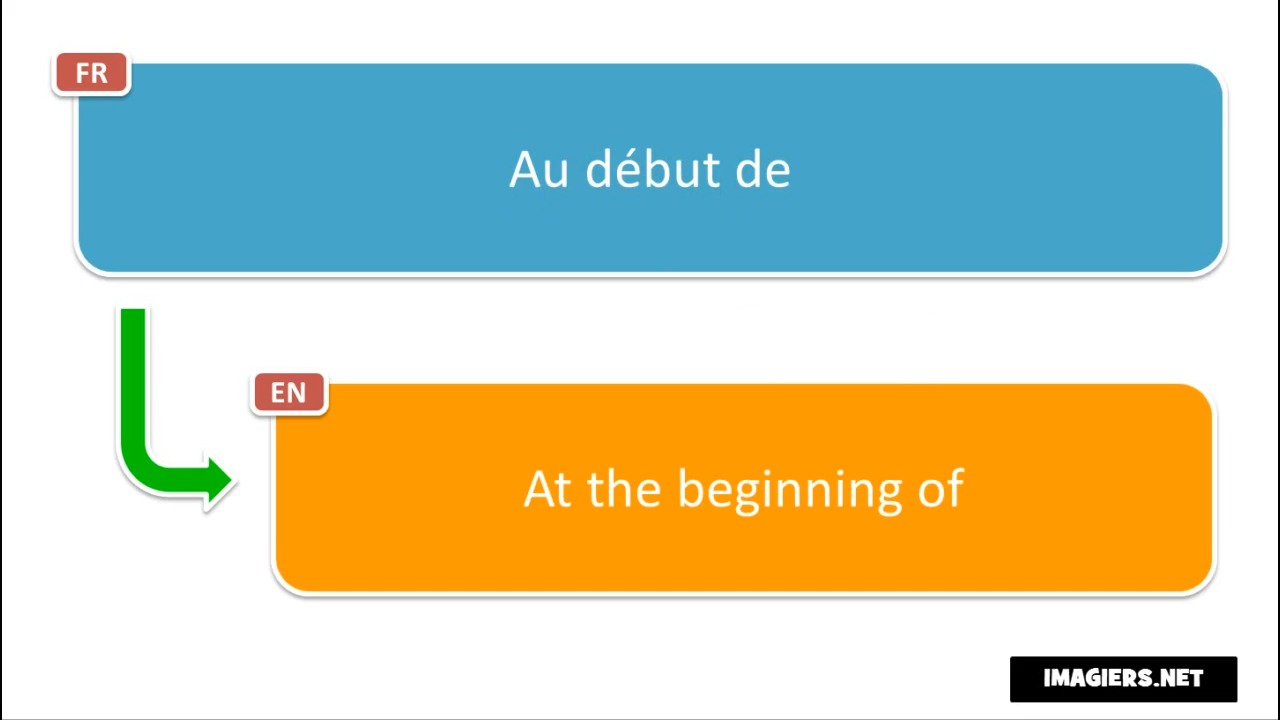 FR
Au début de
EN
At the beginning of
IMAGIERS.NET